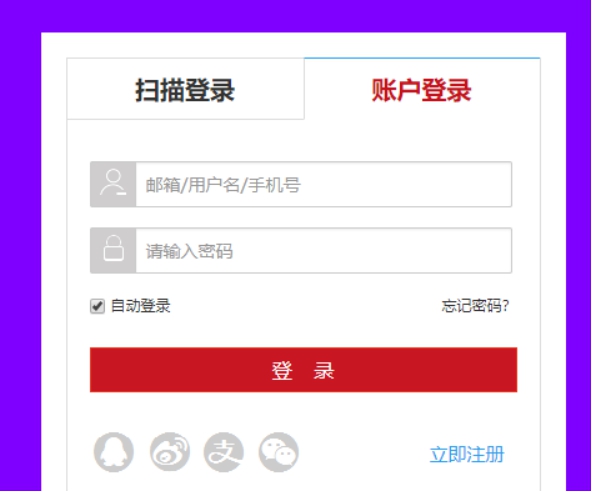 扫描登录 账户登录
邮箱/用户名/手机号
请输入密码
自动登录 忘记密码?
登 录
支 立即注册